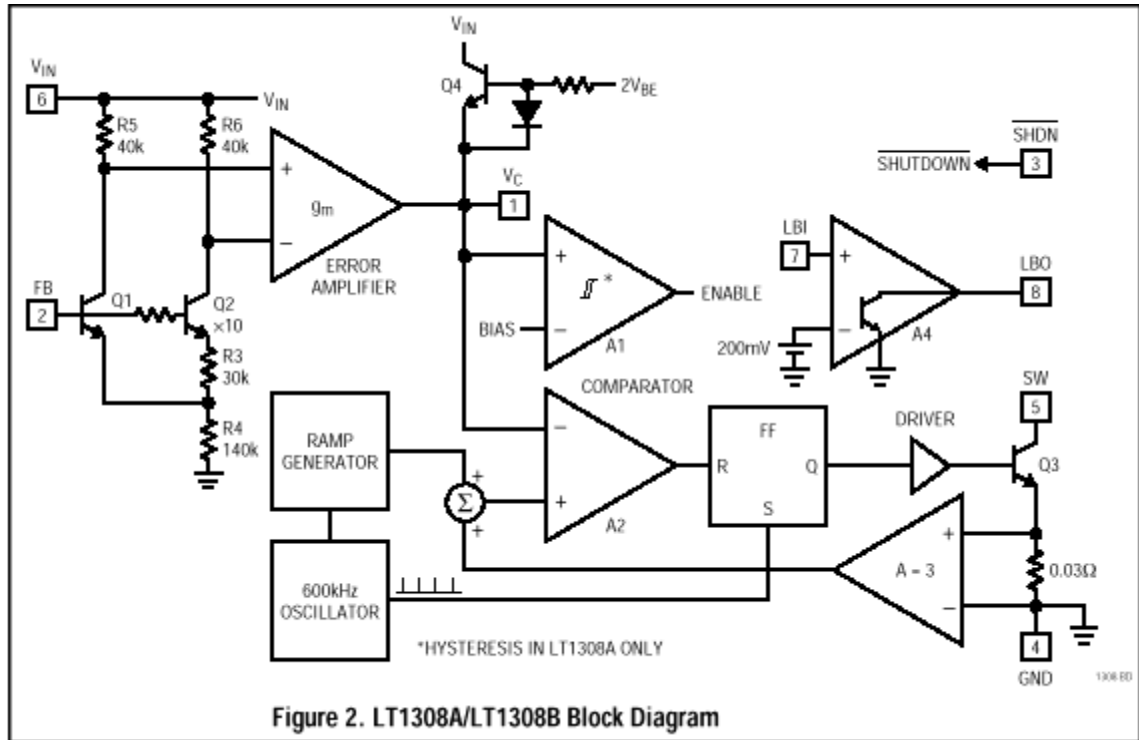 VIN
6
VIN
R5
40k
R6
40k
VIN
Q4
2VBE
SHDN
SHUTDOWN
3
+
−
gm
ERROR
AMPLIFIER
VC
1
FB
2
Q1
Q2
×10
R3
30k
R4
140k
+
*
BIAS
−
A1
ENABLE
LBI
7
+
−
200mV
A4
LBO
8
COMPARATOR
−
+
A2
RAMP
GENERATOR
+
Σ
+
600kHz
OSCILLATOR
FF
R
Q
S
DRIVER
SW
5
Q3
A = 3
+
−
0.03Ω
4
GND
*HYSTERESIS IN LT1308A ONLY
1308 BD
Figure 2. LT1308A/LT1308B Block Diagram